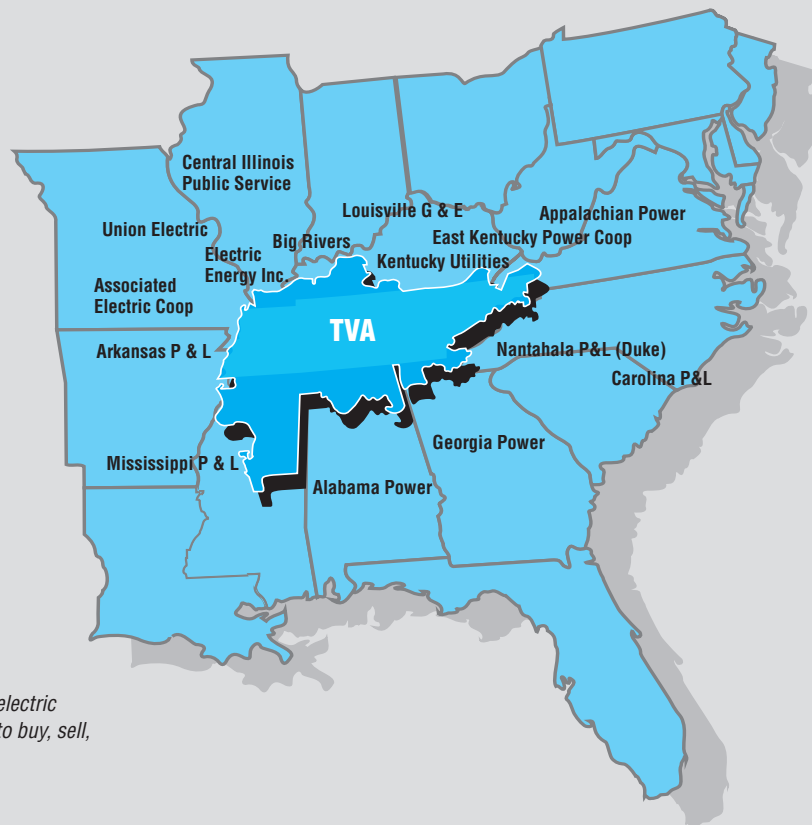 Central Illinois
Public Service
Louisville G & E
Appalachian Power
Union Electric
Big Rivers
East Kentucky Power Coop
Electric
Energy Inc.
Kentucky Utilities
Associated
Electric Coop
TVA
Arkansas P & L
Nantahala P&L (Duke)
Carolina P&L
Georgia Power
Mississippi P & L
Alabama Power
electric
to buy, sell,